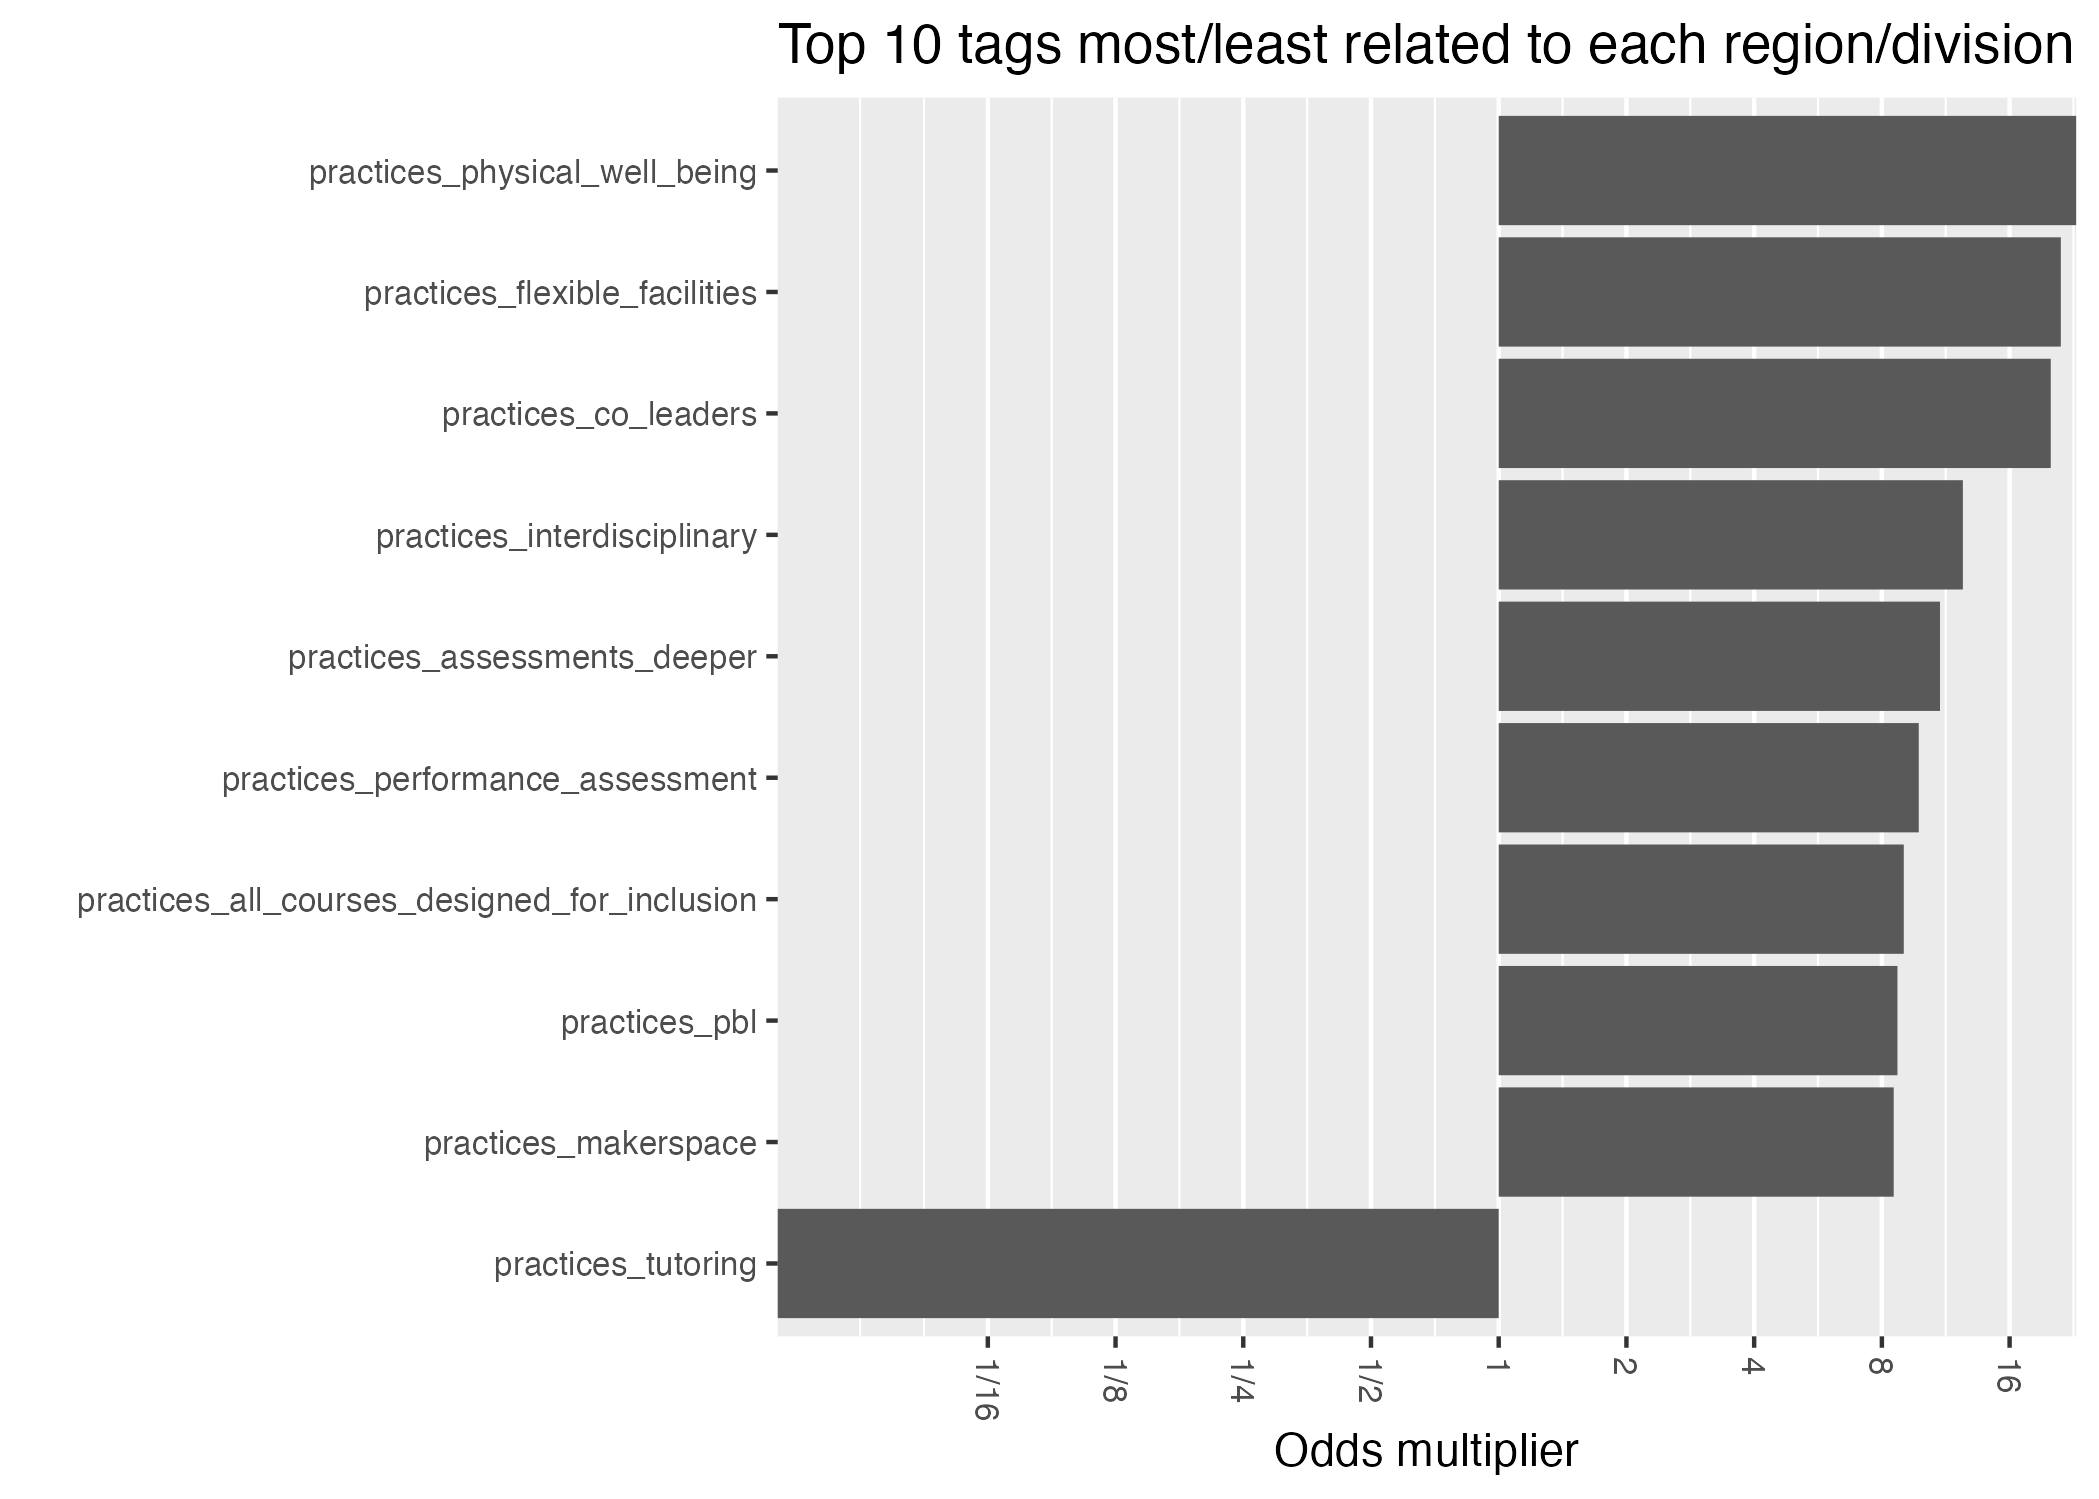 Top 10 tags most/least related to each region/division
practices_physical_well_being
practices_flexible_facilities
practices_co_leaders
practices_interdisciplinary
practices_assessments_deeper
practices_performance_assessment
practices_all_courses_designed_for_inclusion
practices_pbl
practices_makerspace
practices_tutoring
1/16
1/8
1/4
1/2
1
2
4
8
16
Odds multiplier